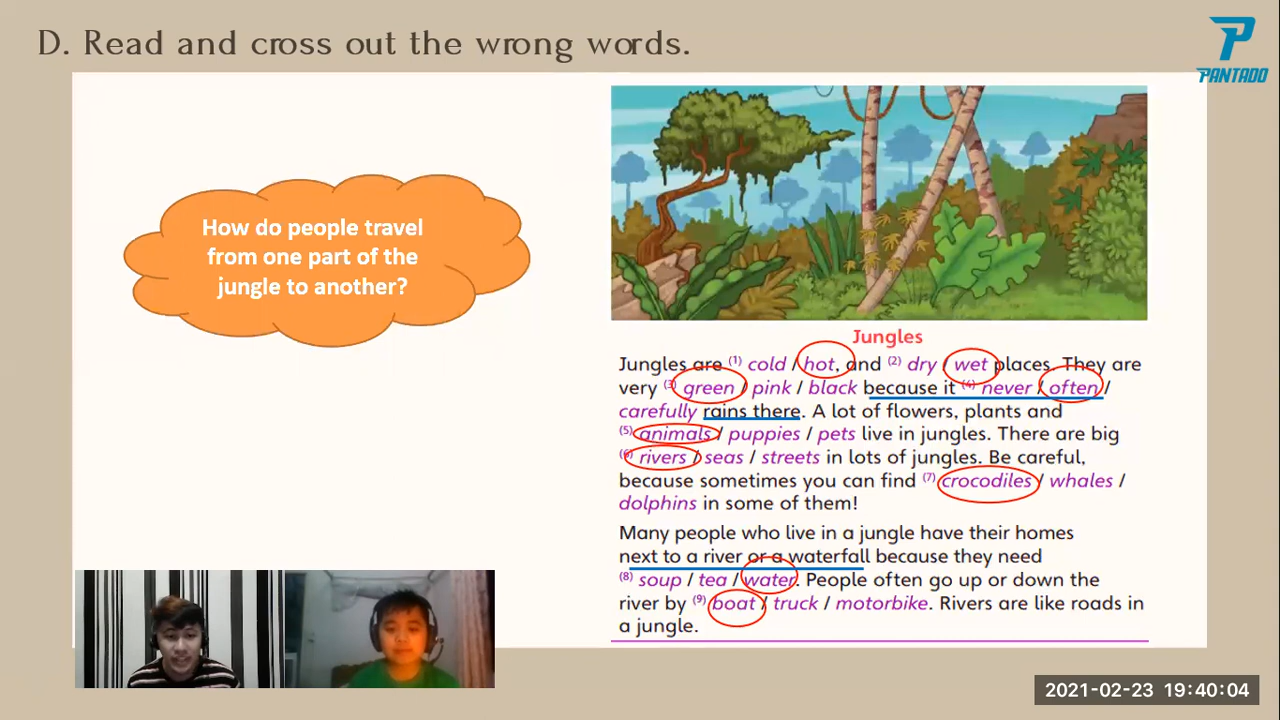 D. Read and cross out the wrong words.
PANTADO
How do people travel
from one part of the
jungle to another?
Jungles
Jungles are (1) cold / hot, and (2) dry / wet places. They are
very (3) green / pink / black because it (4) never / often /
carefully rains there. A lot of flowers, plants and
(5) animals / puppies / pets live in jungles. There are big
(6) rivers / seas / streets in lots of jungles. Be careful,
because sometimes you can find (7) crocodiles / whales /
dolphins in some of them!
Many people who live in a jungle have their homes
next to a river or a waterfall because they need
(8) soup / tea / water. People often go up or down the
river by (9) boat / truck / motorbike. Rivers are like roads in
a jungle.
2021-02-23 19:40:04